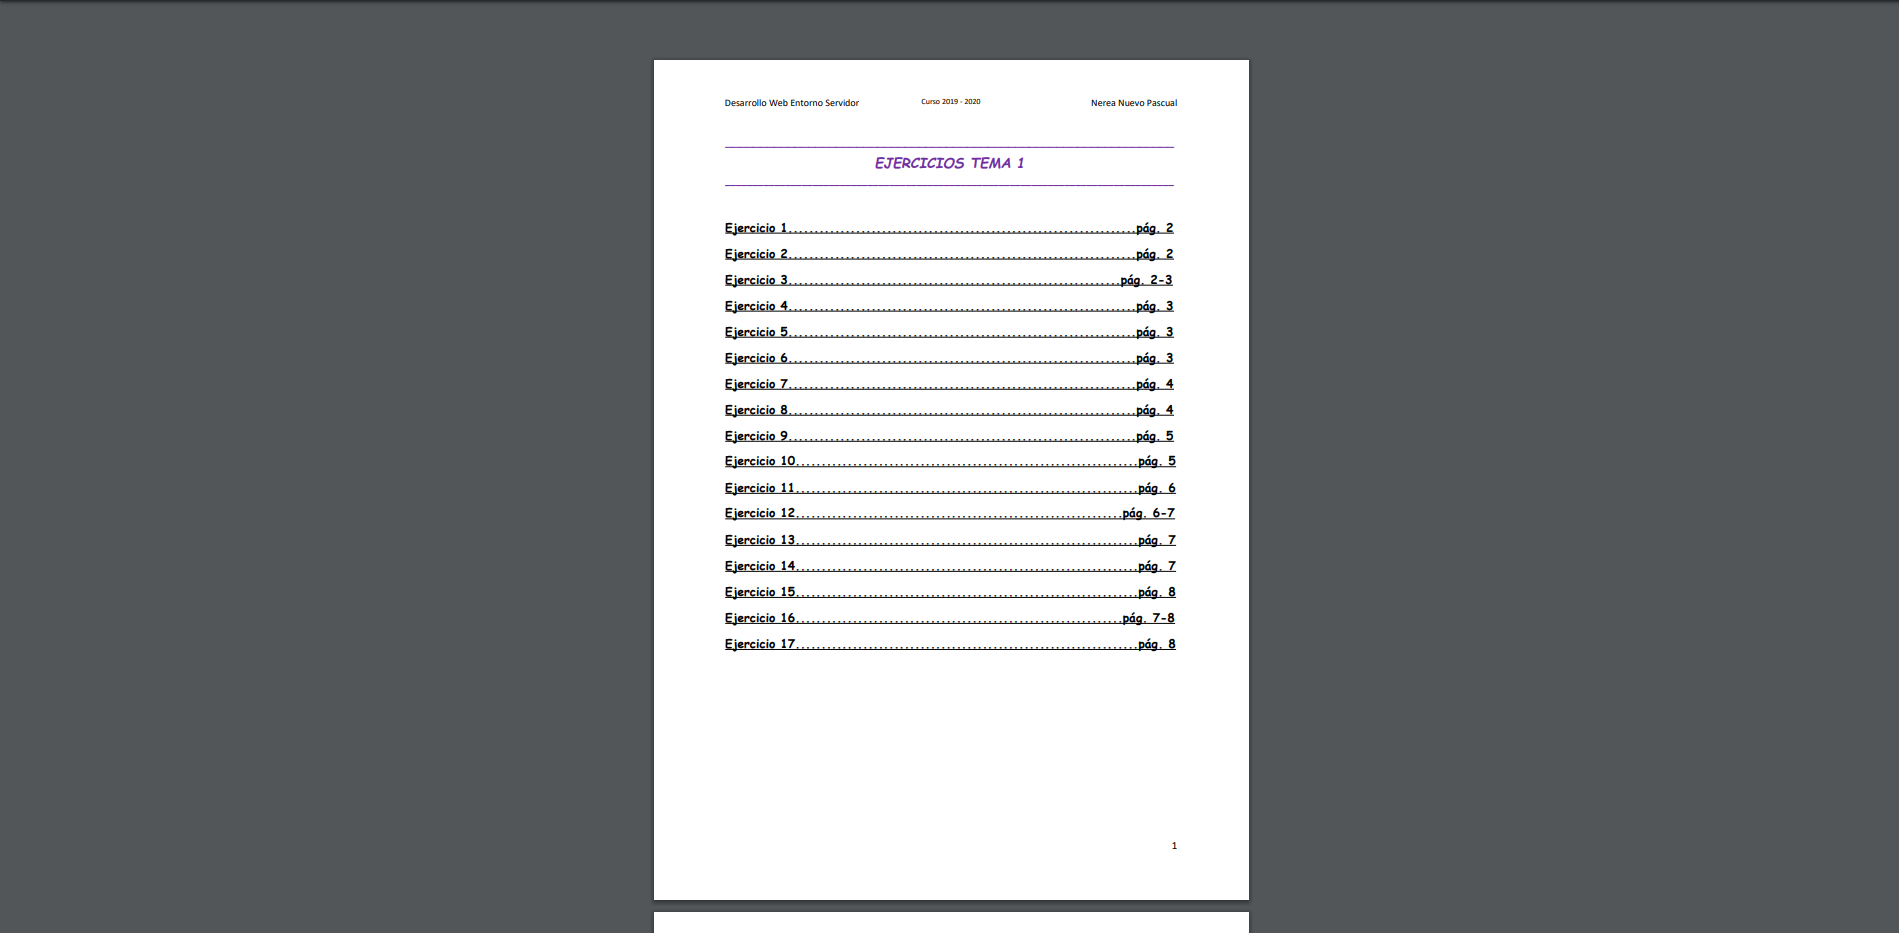 Desarrollo Web Entorno Servidor Curso 2019 - 2020 Nerea Nuevo Pascual
EJERCICIOS TEMA 1
Ejercicio 1....................................................................pág. 2
Ejercicio 2....................................................................pág. 2
Ejercicio 3.................................................................pág. 2-3
Ejercicio 4....................................................................pág. 3
Ejercicio 5....................................................................pág. 3
Ejercicio 6....................................................................pág. 3
Ejercicio 7....................................................................pág. 4
Ejercicio 8....................................................................pág. 4
Ejercicio 9....................................................................pág. 5
Ejercicio 10...................................................................pág. 5
Ejercicio 11...................................................................pág. 6
Ejercicio 12................................................................pág. 6-7
Ejercicio 13...................................................................pág. 7
Ejercicio 14...................................................................pág. 7
Ejercicio 15...................................................................pág. 8
Ejercicio 16................................................................pág. 7-8
Ejercicio 17...................................................................pág. 8
1